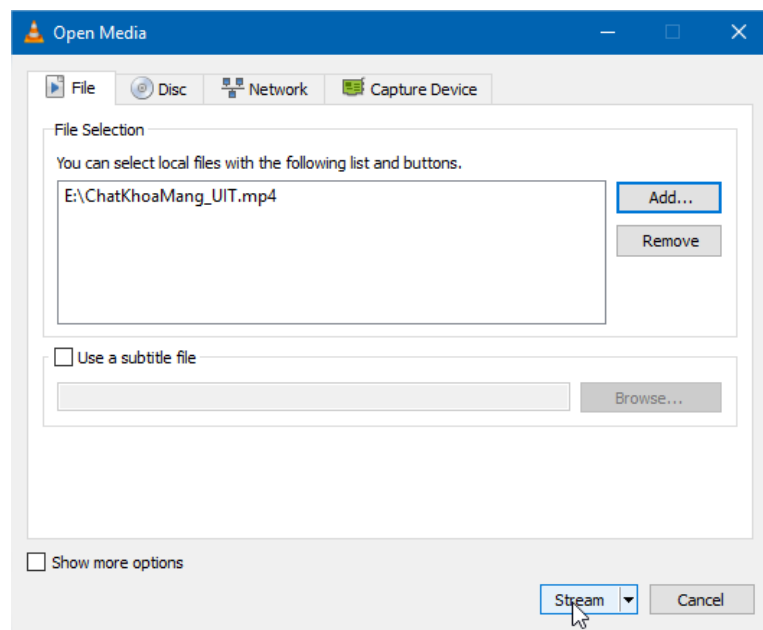 Open Media
File Disc Network Capture Device
File Selection
You can select local files with the following list and buttons.
E:\ChatKhoaMang_UIT.mp4
Add...
Remove
Use a subtitle file
Browse...
Show more options
Stream Cancel